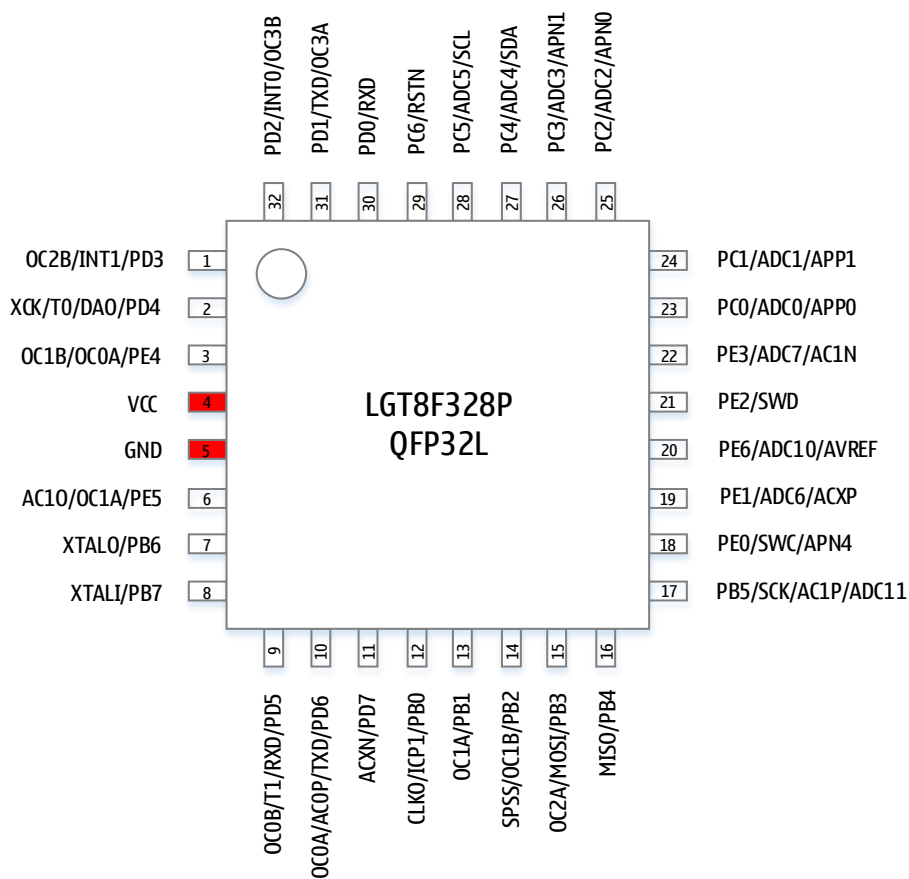 PD2/INT0/OC3B
PD1/TXD/OC3A
PD0/RXD
PC6/RSTN
PC5/ADC5/SCL
PC4/ADC4/SDA
PC3/ADC3/APN1
PC2/ADC2/APN0
32
31
30
29
28
27
26
25
OC2B/INT1/PD3 1
XCK/T0/DAO/PD4 2
OC1B/OC0A/PE4 3
VCC 4
GND 5
AC1O/OC1A/PE5 6
XTALO/PB6 7
XTALI/PB7 8
LGT8F328P
QFP32L
24 PC1/ADC1/APP1
23 PC0/ADC0/APP0
22 PE3/ADC7/AC1N
21 PE2/SWD
20 PE6/ADC10/AVREF
19 PE1/ADC6/ACXP
18 PE0/SWC/APN4
17 PB5/SCK/AC1P/ADC11
9
10
11
12
13
14
15
16
OC0B/T1/RXD/PD5
OC0A/AC0P/TXD/PD6
ACXN/PD7
CLKO/ICP1/PB0
OC1A/PB1
SPSS/OC1B/PB2
OC2A/MOSI/PB3
MISO/PB4